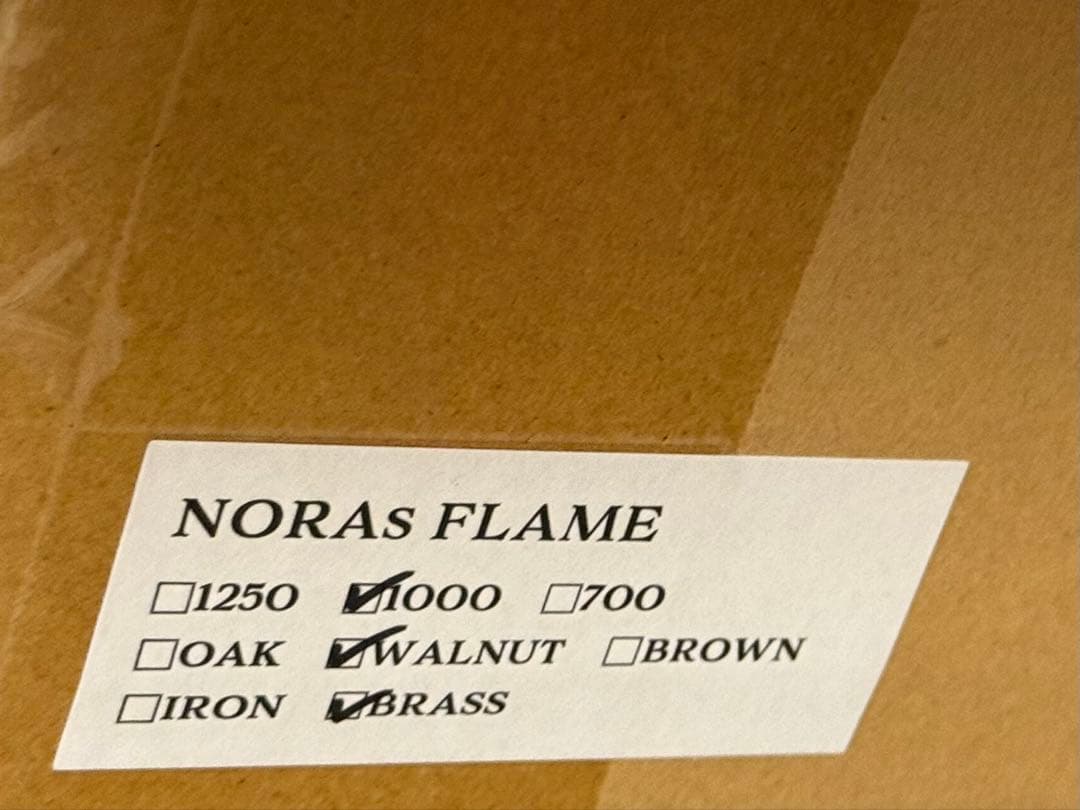 NORAs FLAME
☐1250 ☑1000 ☐700
☐OAK ☑WALNUT ☐BROWN
☐IRON ☑BRASS